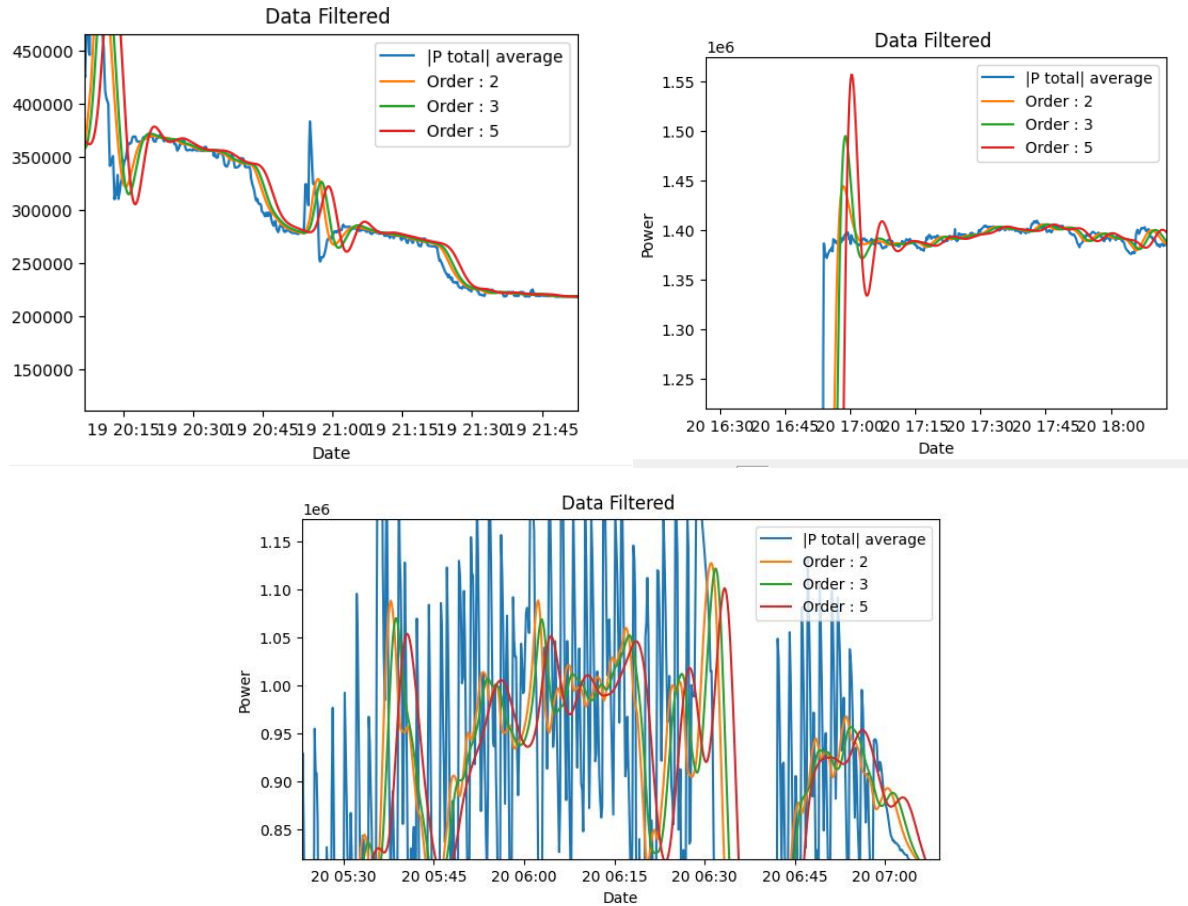 Data Filtered
450000
400000
350000
300000
250000
200000
150000
|P total| average
Order : 2
Order : 3
Order : 5
19 20:15 19 20:30 19 20:45 19 21:00 19 21:15 19 21:30 19 21:45
Date
Data Filtered
1e6
1.55
1.50
1.45
1.40
1.35
1.30
1.25
Power
|P total| average
Order : 2
Order : 3
Order : 5
20 16:30 20 16:45 20 17:00 20 17:15 20 17:30 20 17:45 20 18:00
Date
Data Filtered
1e6
1.15
1.10
1.05
1.00
0.95
0.90
0.85
Power
|P total| average
Order : 2
Order : 3
Order : 5
20 05:30 20 05:45 20 06:00 20 06:15 20 06:30 20 06:45 20 07:00
Date